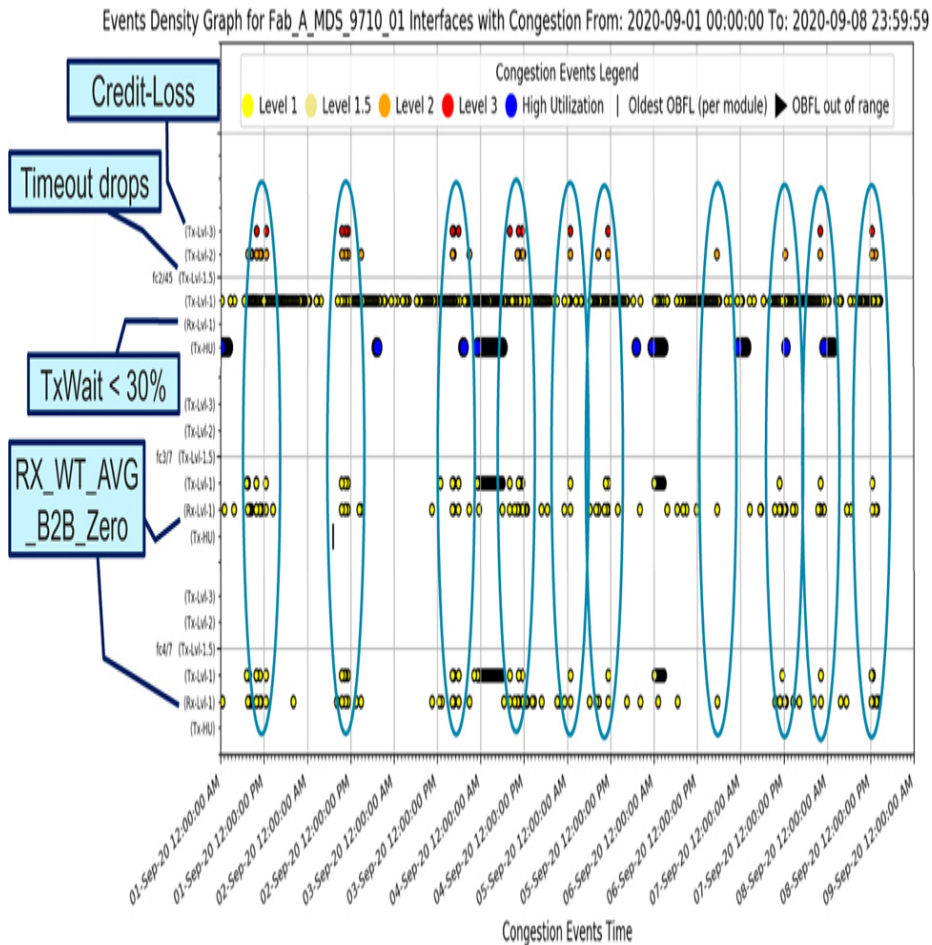 Events Density Graph for Fab_A_MDS_9710_01 Interfaces with Congestion From: 2020-09-01 00:00:00 To: 2020-09-08 23:59:59
Congestion Events Legend
Level 1 Level 1.5 Level 2 Level 3 High Utilization Oldest OBFL (per module) OBFL out of range
Credit-Loss
Timeout drops
TxWait < 30%
RX_WT_AVG
_B2B_Zero
(Tx-Lvl-3)
(Tx-Lvl-2)
fc2/45 (Tx-Lvl-1.5)
(Tx-Lvl-1)
(Rx-Lvl-1)
(Tx-HU)
(Tx-Lvl-3)
(Tx-Lvl-2)
fc3/7 (Tx-Lvl-1.5)
(Tx-Lvl-1)
(Rx-Lvl-1)
(Tx-HU)
(Tx-Lvl-3)
(Tx-Lvl-2)
fc4/7 (Tx-Lvl-1.5)
(Tx-Lvl-1)
(Rx-Lvl-1)
(Tx-HU)
01-Sep-20 12:00:00 AM
01-Sep-20 12:00:00 PM
02-Sep-20 12:00:00 AM
02-Sep-20 12:00:00 PM
03-Sep-20 12:00:00 AM
03-Sep-20 12:00:00 PM
04-Sep-20 12:00:00 AM
04-Sep-20 12:00:00 PM
05-Sep-20 12:00:00 AM
05-Sep-20 12:00:00 PM
06-Sep-20 12:00:00 AM
06-Sep-20 12:00:00 PM
07-Sep-20 12:00:00 AM
07-Sep-20 12:00:00 PM
08-Sep-20 12:00:00 AM
08-Sep-20 12:00:00 PM
09-Sep-20 12:00:00 AM
Congestion Events Time